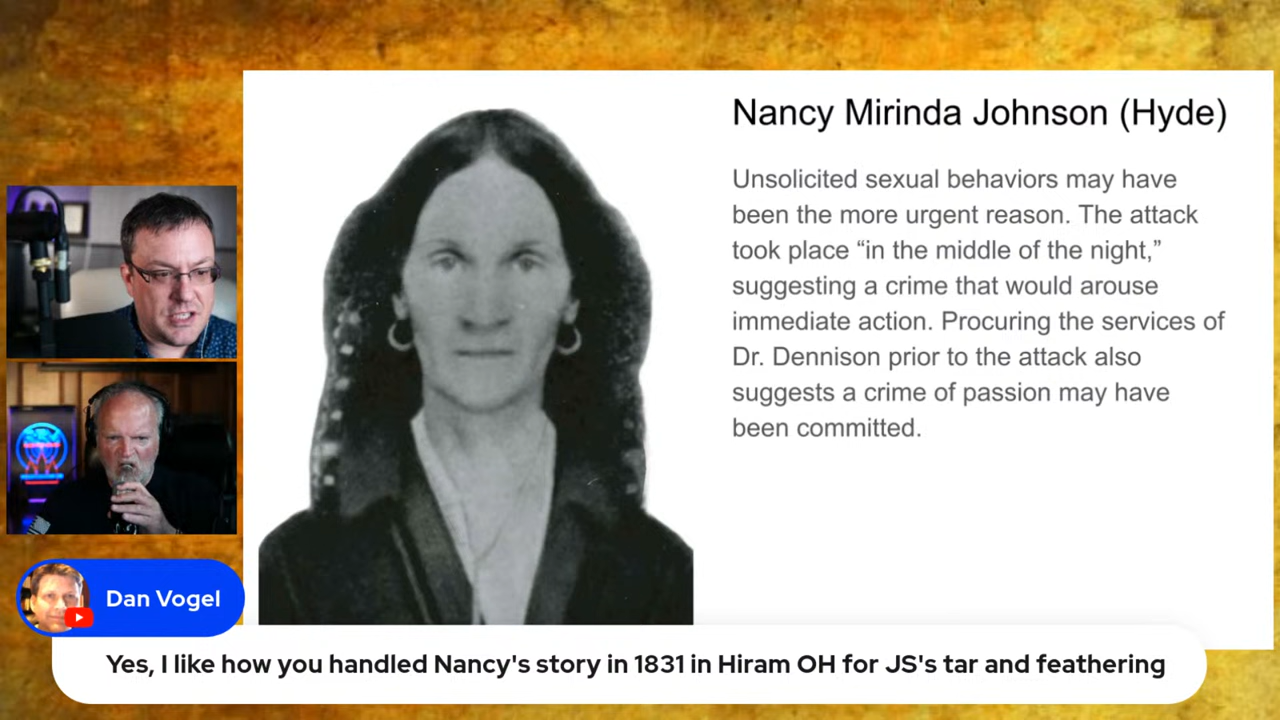 Nancy Mirinda Johnson (Hyde)
Unsolicited sexual behaviors may have
been the more urgent reason. The attack
took place “in the middle of the night,”
suggesting a crime that would arouse
immediate action. Procuring the services of
Dr. Dennison prior to the attack also
suggests a crime of passion may have
been committed.
Dan Vogel
Yes, I like how you handled Nancy's story in 1831 in Hiram OH for JS's tar and feathering